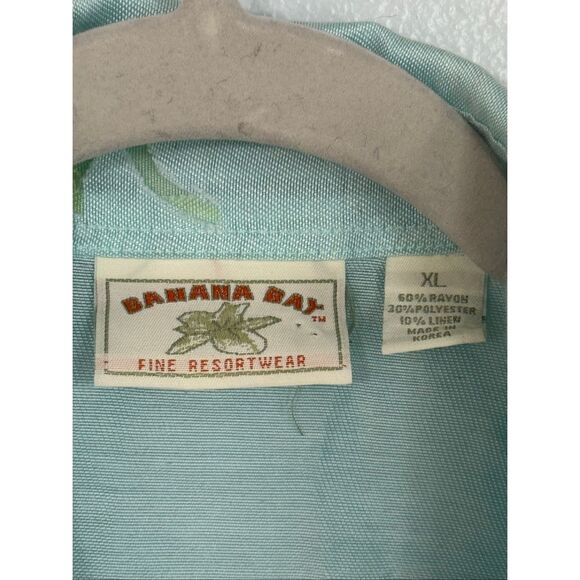 BANANA BAY
TM
FINE RESORTWEAR
XL
60% RAYON
30% POLYESTER
10% LINEN
MADE IN
KOREA